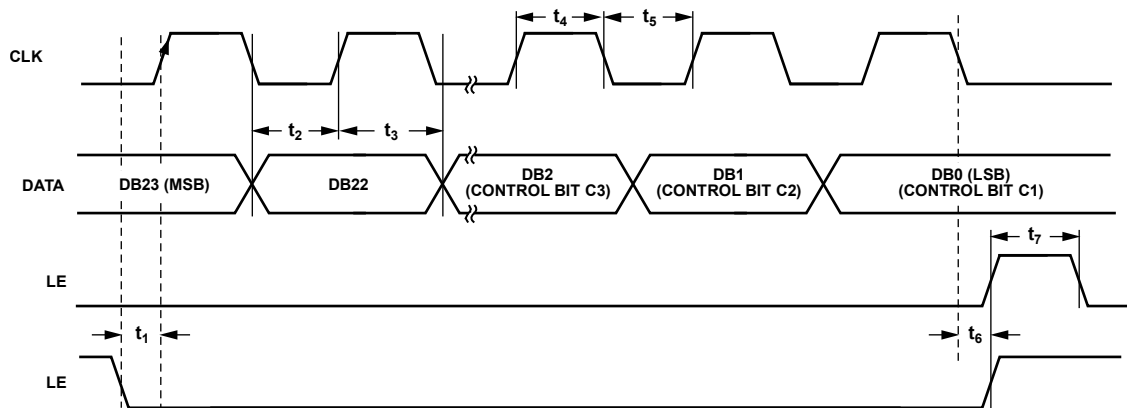 t4
t5
CLK
t2
t3
DATA
DB23 (MSB)
DB22
DB2
(CONTROL BIT C3)
DB1
(CONTROL BIT C2)
DB0 (LSB)
(CONTROL BIT C1)
t7
LE
t1
t6
LE